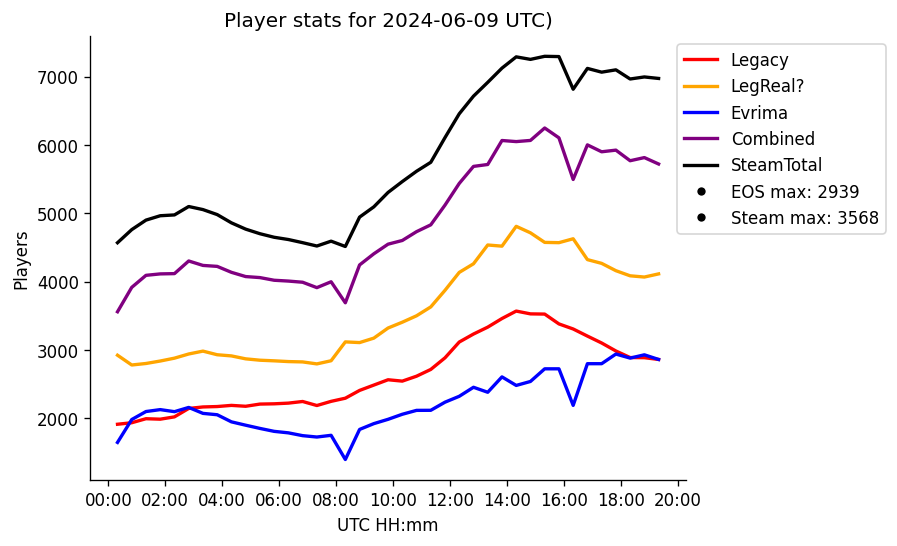 Player stats for 2024-06-09 UTC)
Players
7000
6000
5000
4000
3000
2000
00:00 02:00 04:00 06:00 08:00 10:00 12:00 14:00 16:00 18:00 20:00
UTC HH:mm
Legacy
LegReal?
Evrima
Combined
SteamTotal
EOS max: 2939
Steam max: 3568